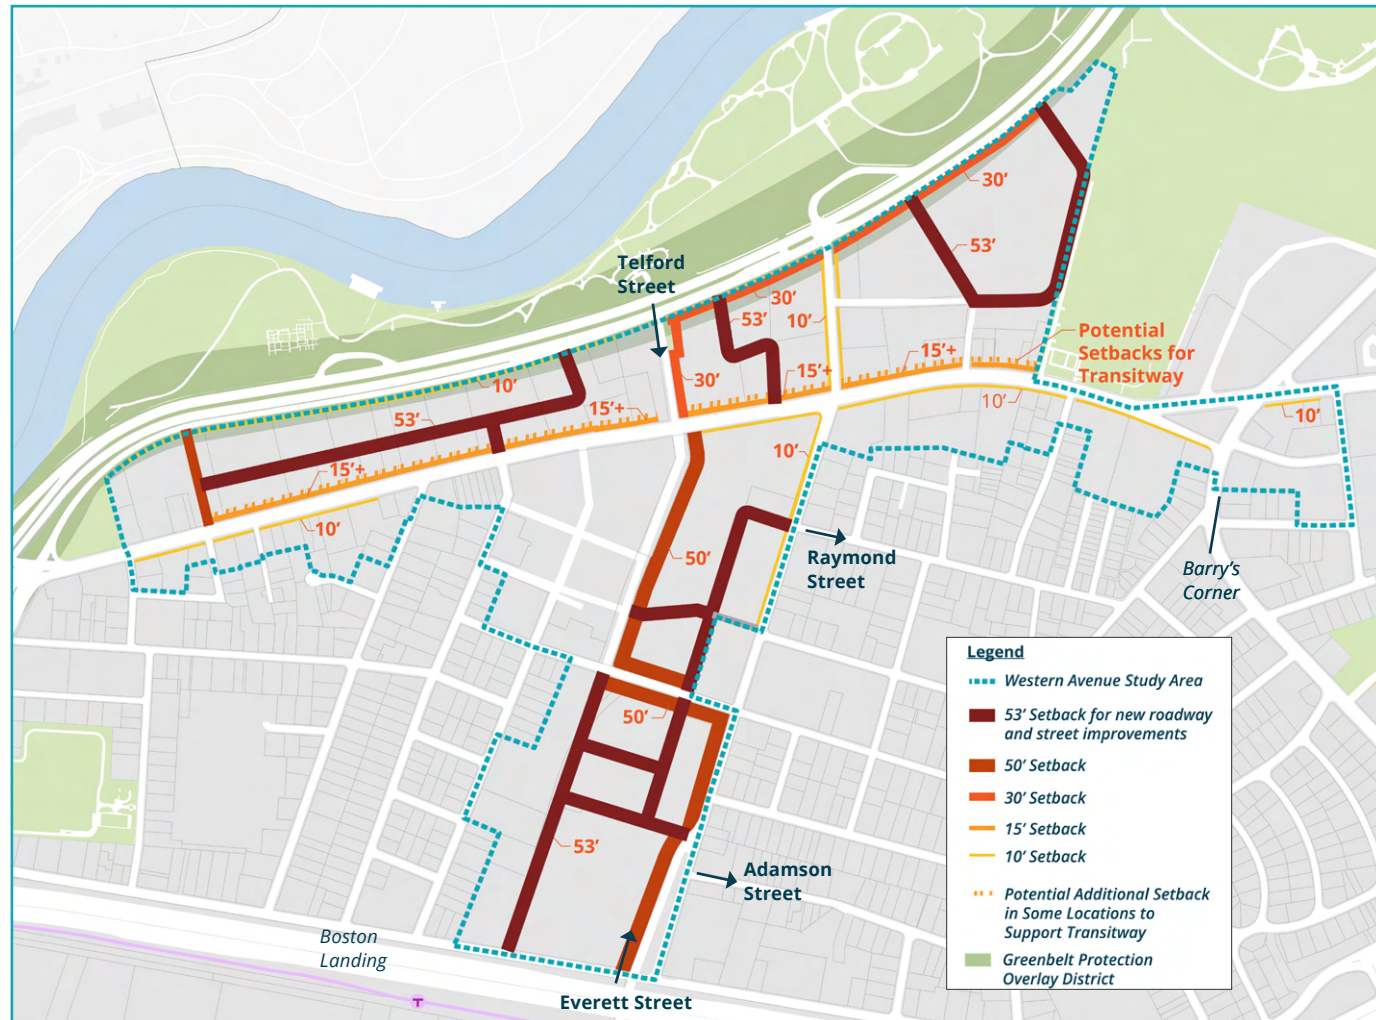 30’
53’
Telford
Street
30’
53’
10’
Potential
Setbacks for
Transitway
15’+
10’
30’
15’+
10’
15’+
53’
10’
10’
15’+
10’
50’
Raymond
Street
Barry’s
Corner
Legend
Western Avenue Study Area
53’ Setback for new roadway
and street improvements
50’ Setback
30’ Setback
15’ Setback
10’ Setback
Potential Additional Setback
in Some Locations to
Support Transitway
Greenbelt Protection
Overlay District
50’
53’
Adamson
Street
Boston
Landing
Everett Street
T